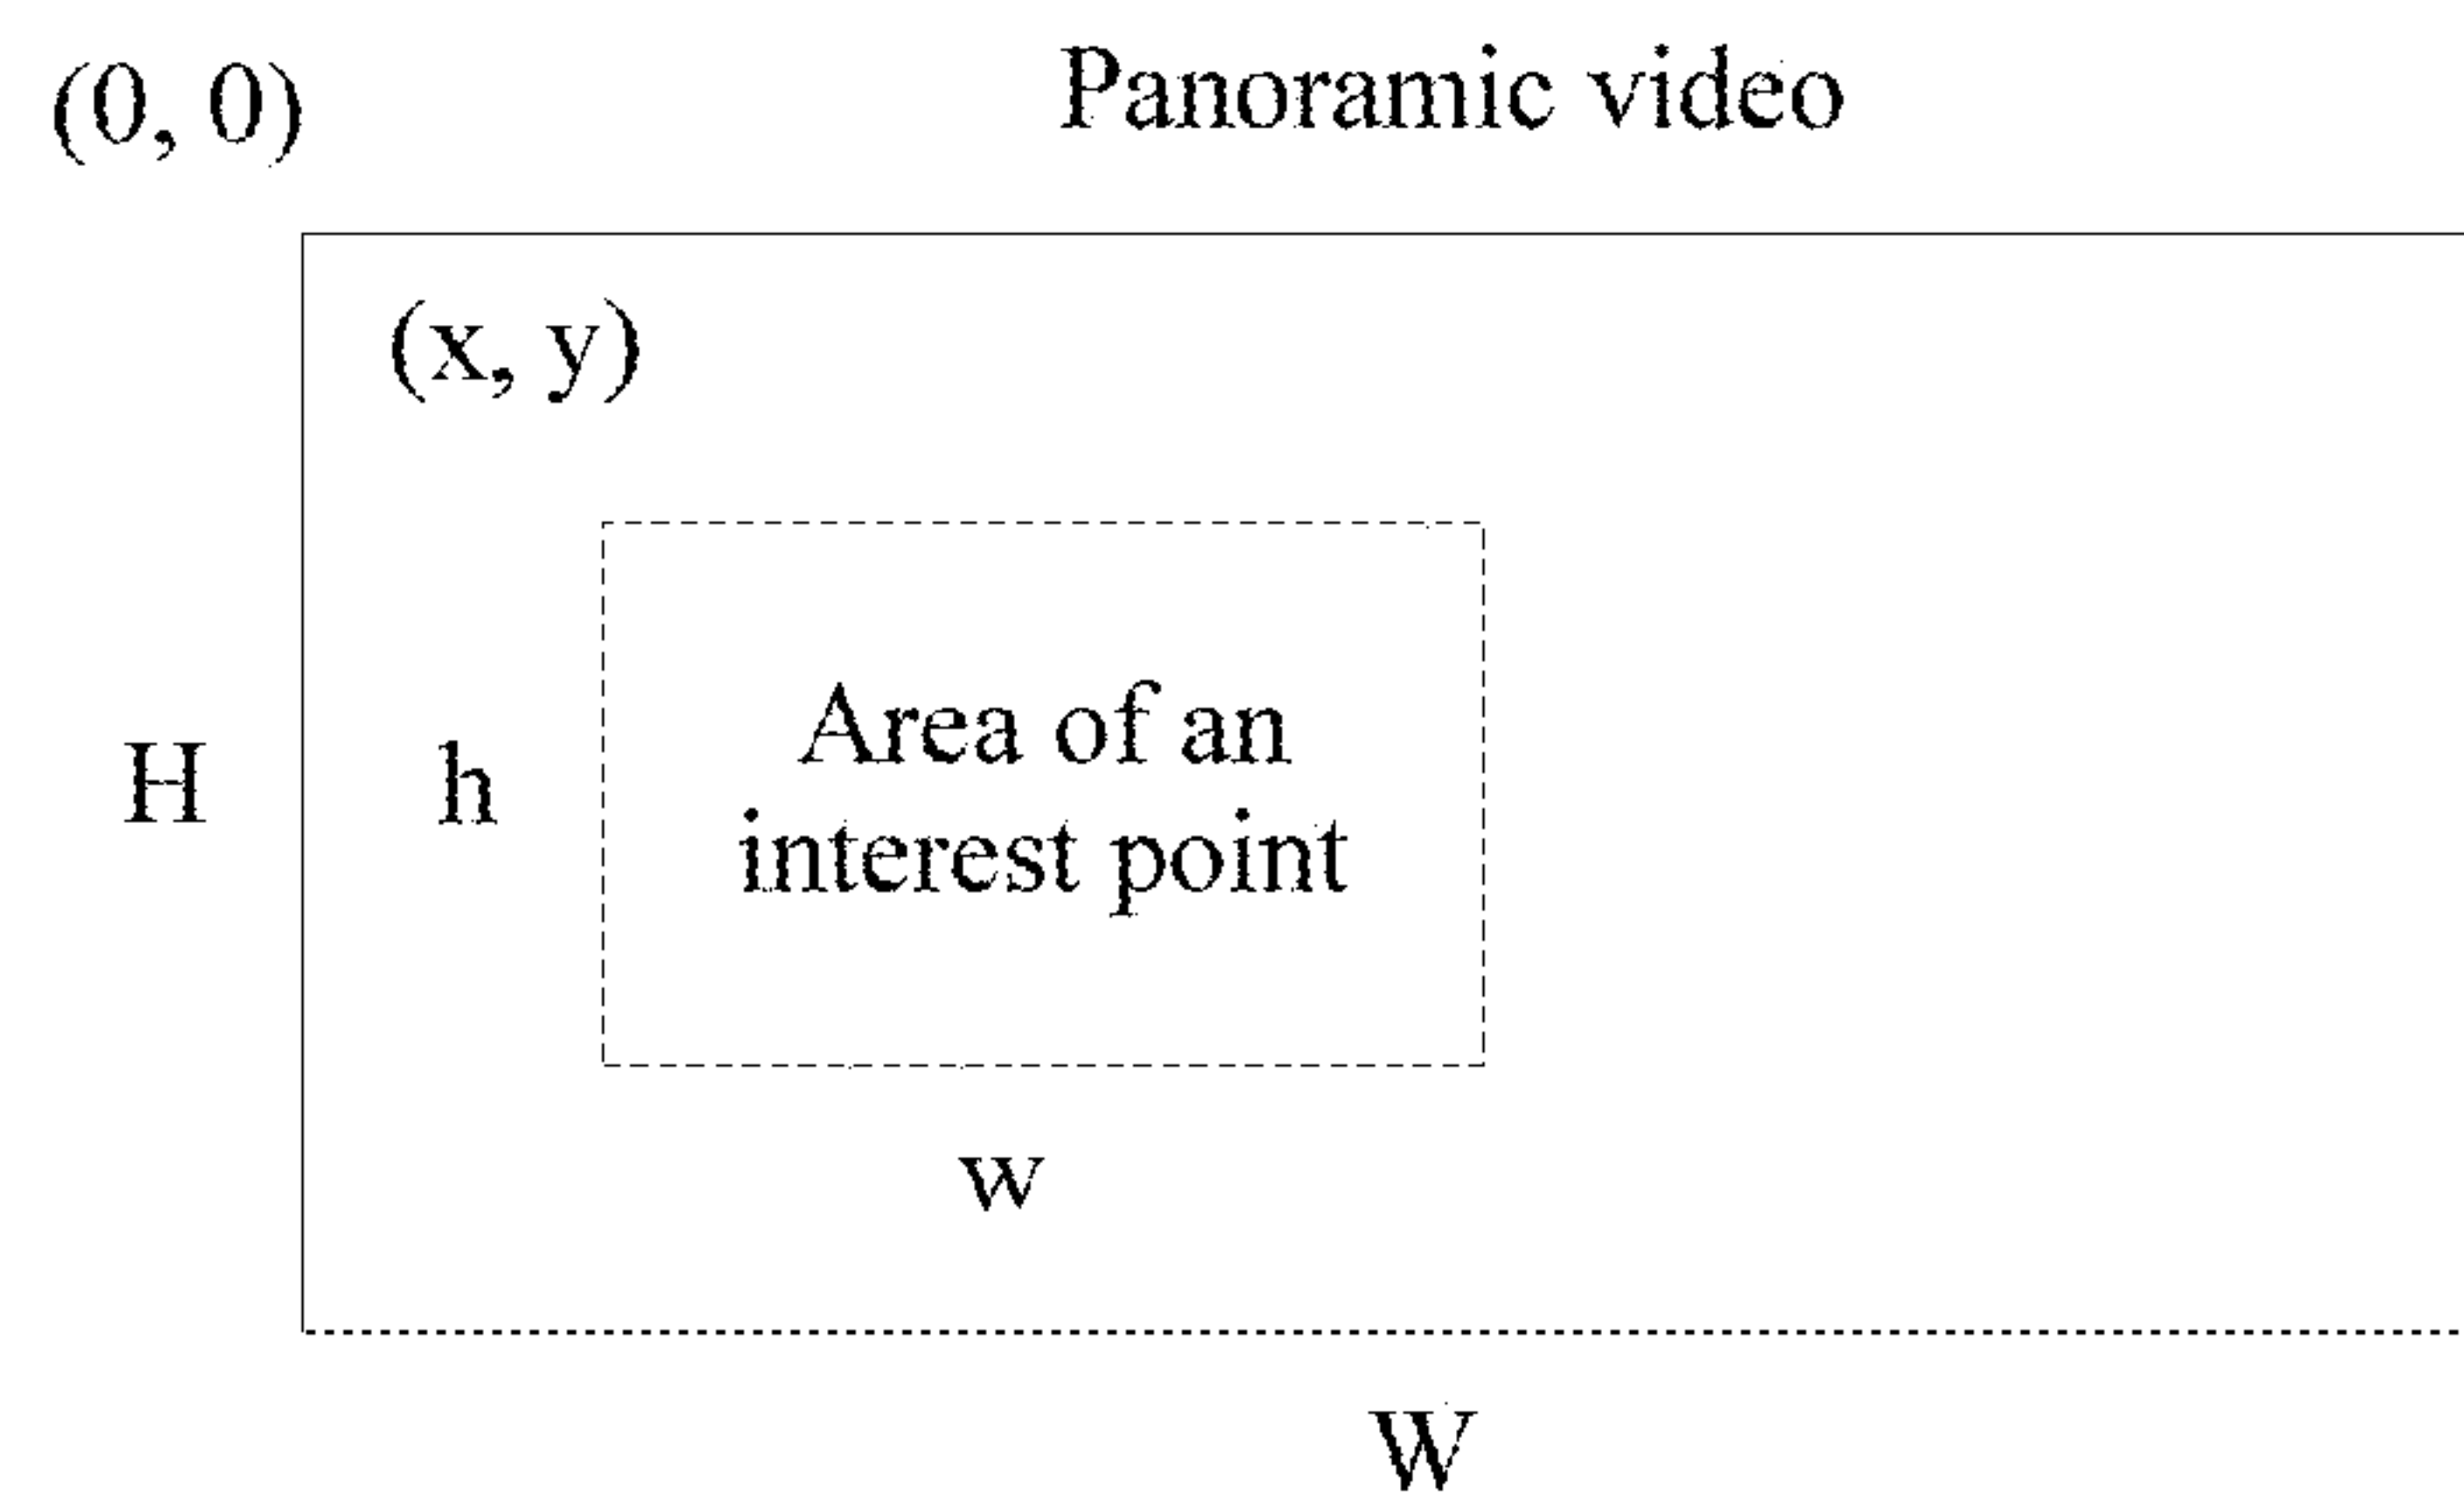 (0, 0)
Panoramic video
(x, y)
Area of an
interest point
H
h
w
W